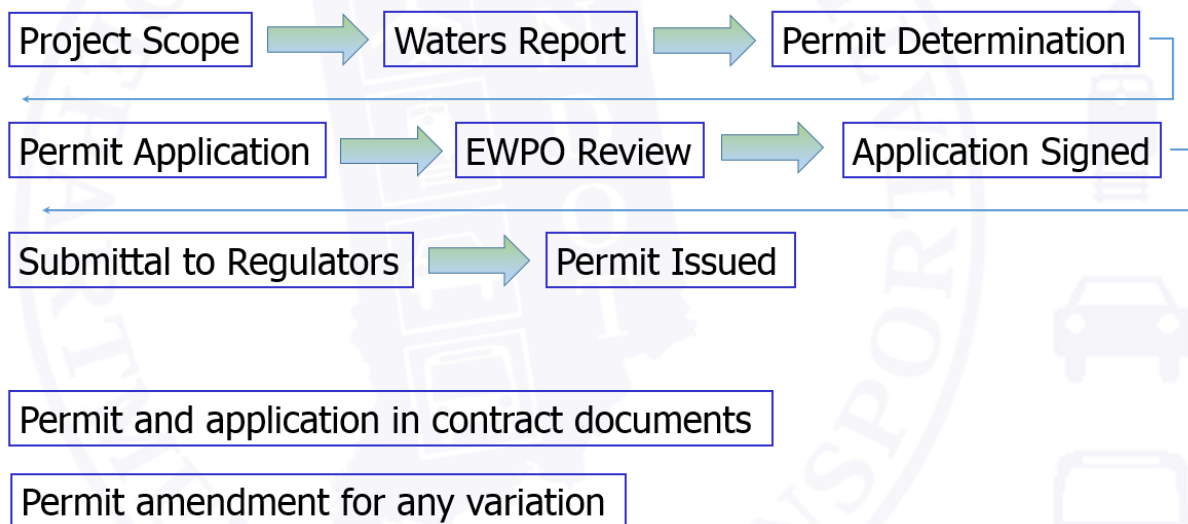 Project Scope
Waters Report
Permit Determination
Permit Application
EWPO Review
Application Signed
Submittal to Regulators
Permit Issued
Permit and application in contract documents
Permit amendment for any variation